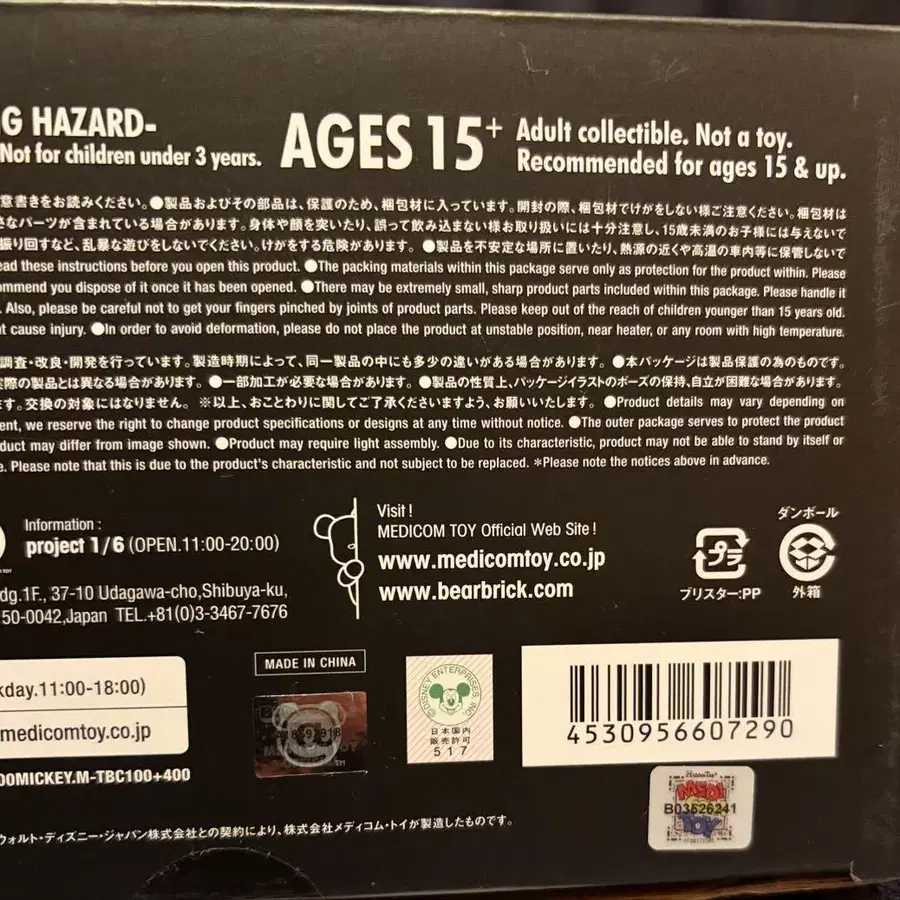 G HAZARD-
Not for children under 3 years.
AGES 15+
Adult collectible. Not a toy.
Recommended for ages 15 & up.
意書きをお読みください。●製品およびその部品は、保護のため、梱包材に入っています。開封の際、梱包材でけがをしない様ご注意ください。梱包材は
さなパーツが含まれている場合があります。身体や顔を突いたり、誤って飲み込まない様お取り扱いには十分注意し、15歳未満のお子様には与えないで
振り回すなど、乱暴な遊びをしないでください。けがをする危険があります。●製品を不安定な場所に置いたり、熱源の近くや高温の車内等に保管しないで
ead these instructions before you open this product. ●The packing materials within this package serve only as protection for the product within. Please
ommend you dispose of it once it has been opened. ●There may be extremely small, sharp product parts included within this package. Please handle it
. Also, please be careful not to get your fingers pinched by joints of product parts. Please keep out of the reach of children younger than 15 years old.
t cause injury. ●In order to avoid deformation, please do not place the product at unstable position, near heater, or any room with high temperature.
調査・改良・開発を行っています。製造時期によって、同一製品の中にも多少の違いがある場合があります。●本パッケージは製品保護の為のものです。
実際の製品とは異なる場合があります。●一部加工が必要な場合があります。●製品の性質上、パッケージイラストのポーズの保持、自立が困難な場合があります。
ます。交換の対象にはなりません。※以上、おことわりに関してご了承くださいますよう、お願いいたします。●Product details may vary depending on
ent, we reserve the right to change product specifications or designs at any time without notice. ●The outer package serves to protect the product
duct may differ from image shown. ●Product may require light assembly. ●Due to its characteristic, product may not be able to stand by itself or
e. Please note that this is due to the product's characteristic and not subject to be replaced. *Please note the notices above in advance.
Information :
project 1/6 (OPEN.11:00-20:00)
dg.1F., 37-10 Udagawa-cho,Shibuya-ku,
50-0042,Japan TEL.+81(0)3-3467-7676
Visit !
MEDICOM TOY Official Web Site !
www.medicomtoy.co.jp
www.bearbrick.com
プラ
ブリスター:PP
ダンボール
外箱
kday.11:00-18:00)
medicomtoy.co.jp
00MICKEY.M-TBC100+400
MADE IN CHINA
TM
©DISNEY ENTERPRISES, INC.
日本国内
販売許可
517
4530956607290
MEDI
B03526241
TOY
ウォルト・ディズニー・ジャパン株式会社との契約により、株式会社メディコム・トイが製造したものです。